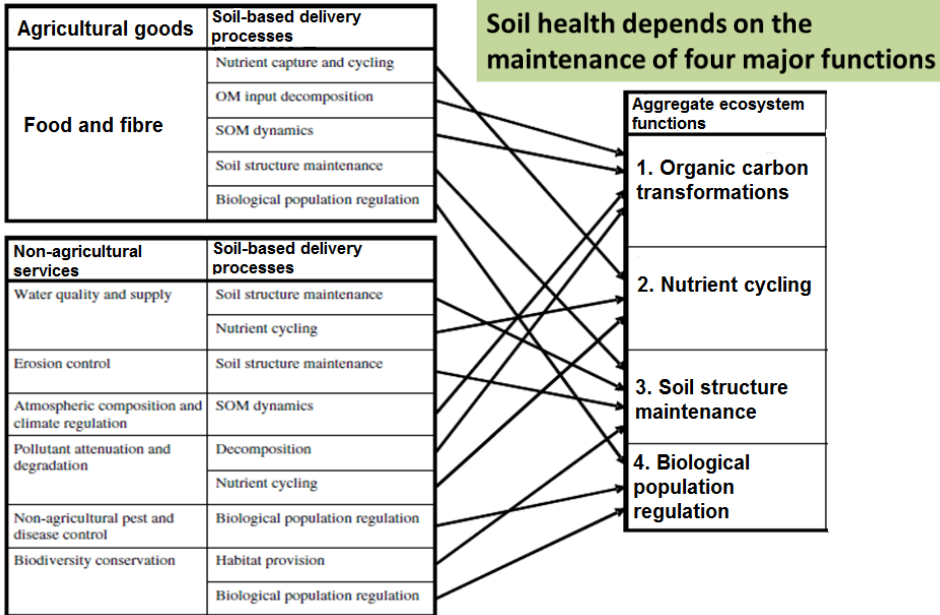 Soil health depends on the
maintenance of four major functions
Agricultural goods
Soil-based delivery
processes
Food and fibre
Nutrient capture and cycling
OM input decomposition
SOM dynamics
Soil structure maintenance
Biological population regulation
Non-agricultural
services
Soil-based delivery
processes
Water quality and supply
Soil structure maintenance
Nutrient cycling
Erosion control
Soil structure maintenance
Atmospheric composition and
climate regulation
SOM dynamics
Pollutant attenuation and
degradation
Decomposition
Nutrient cycling
Non-agricultural pest and
disease control
Biological population regulation
Biodiversity conservation
Habitat provision
Biological population regulation
Aggregate ecosystem
functions
1. Organic carbon
transformations
2. Nutrient cycling
3. Soil structure
maintenance
4. Biological
population
regulation